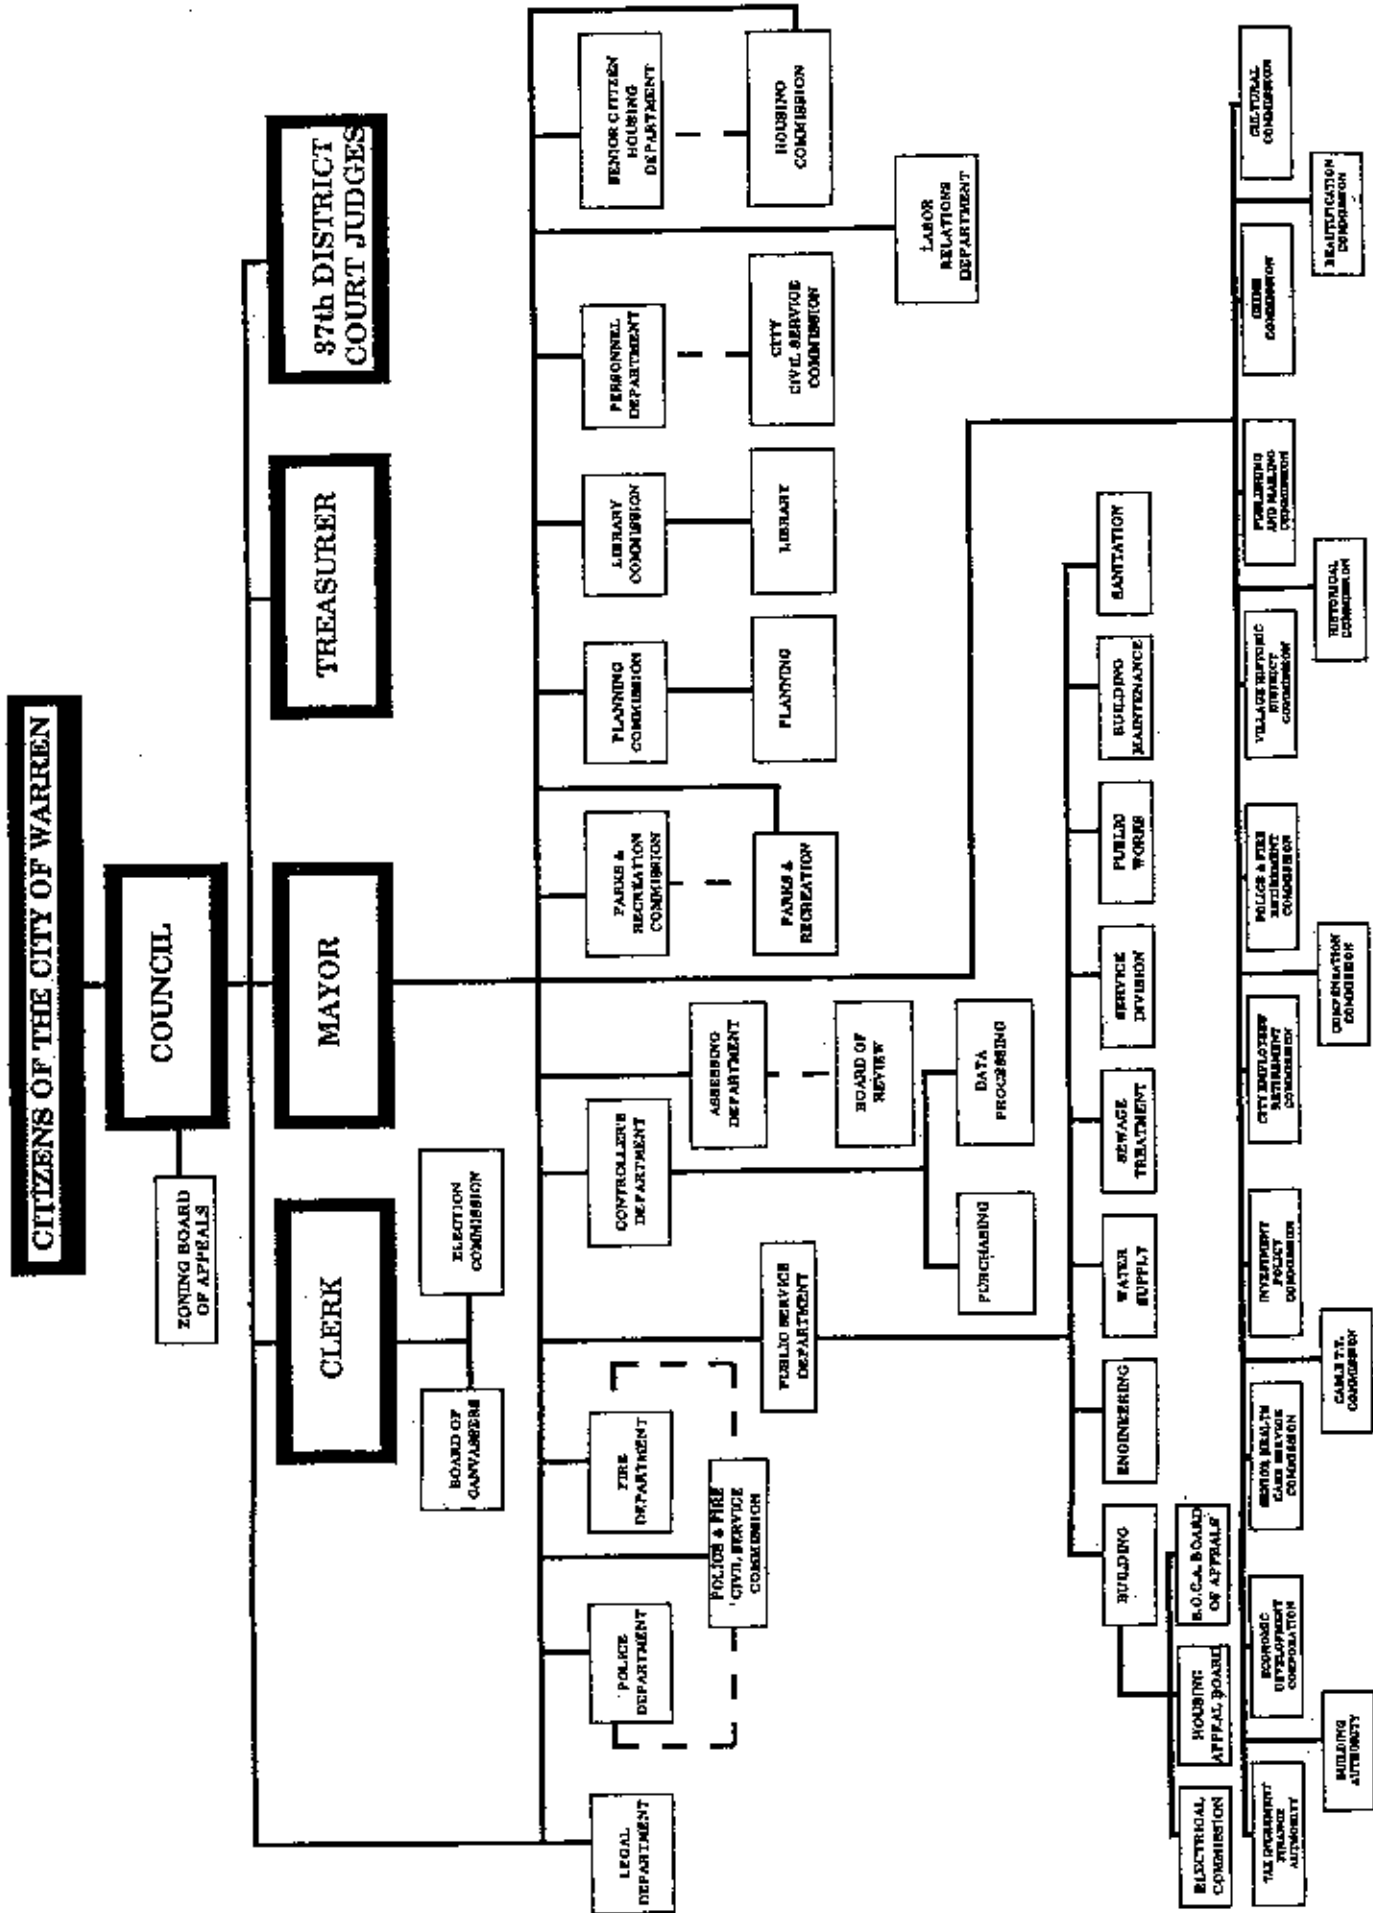 CITIZENS OF THE CITY OF WARREN
COUNCIL
ZONING BOARD
OF APPEALS
CLERK
MAYOR
TREASURER
37th DISTRICT
COURT JUDGES
BOARD OF
CANVASSERS
ELECTION
COMMISSION
LEGAL
DEPARTMENT
POLICE
DEPARTMENT
FIRE
DEPARTMENT
POLICE & FIRE
CIVIL SERVICE
COMMISSION
PUBLIC SERVICE
DEPARTMENT
CONTROLLER'S
DEPARTMENT
ASSESSING
DEPARTMENT
BOARD OF
REVIEW
PURCHASING
DATA
PROCESSING
PARKS &
RECREATION
COMMISSION
PARKS &
RECREATION
PLANNING
COMMISSION
PLANNING
LIBRARY
COMMISSION
LIBRARY
PERSONNEL
DEPARTMENT
CITY
CIVIL SERVICE
COMMISSION
SENIOR CITIZEN
HOUSING
DEPARTMENT
HOUSING
COMMISSION
LABOR
RELATIONS
DEPARTMENT
BUILDING
ENGINEERING
WATER
SUPPLY
SEWAGE
TREATMENT
SERVICE
DIVISION
PUBLIC
WORKS
BUILDING
MAINTENANCE
SANITATION
ELECTRICAL
COMMISSION
HOUSING
APPEAL BOARD
B.O.C.A. BOARD
OF APPEALS
TAX INCREMENT
FINANCE
AUTHORITY
BUILDING
AUTHORITY
ECONOMIC
DEVELOPMENT
CORPORATION
CARE SERVICE
COMMISSION
CABLE T.V.
COMMISSION
INVESTMENT
POLICY
COMMISSION
CITY EMPLOYEES
RETIREMENT
COMMISSION
COMPENSATION
COMMISSION
POLICE & FIRE
RETIREMENT
COMMISSION
VILLAGE HISTORIC
DISTRICT
COMMISSION
HISTORICAL
COMMISSION
PUBLISHING
AND MAILING
COMMISSION
CRIME
COMMISSION
BEAUTIFICATION
COMMISSION
CULTURAL
COMMISSION